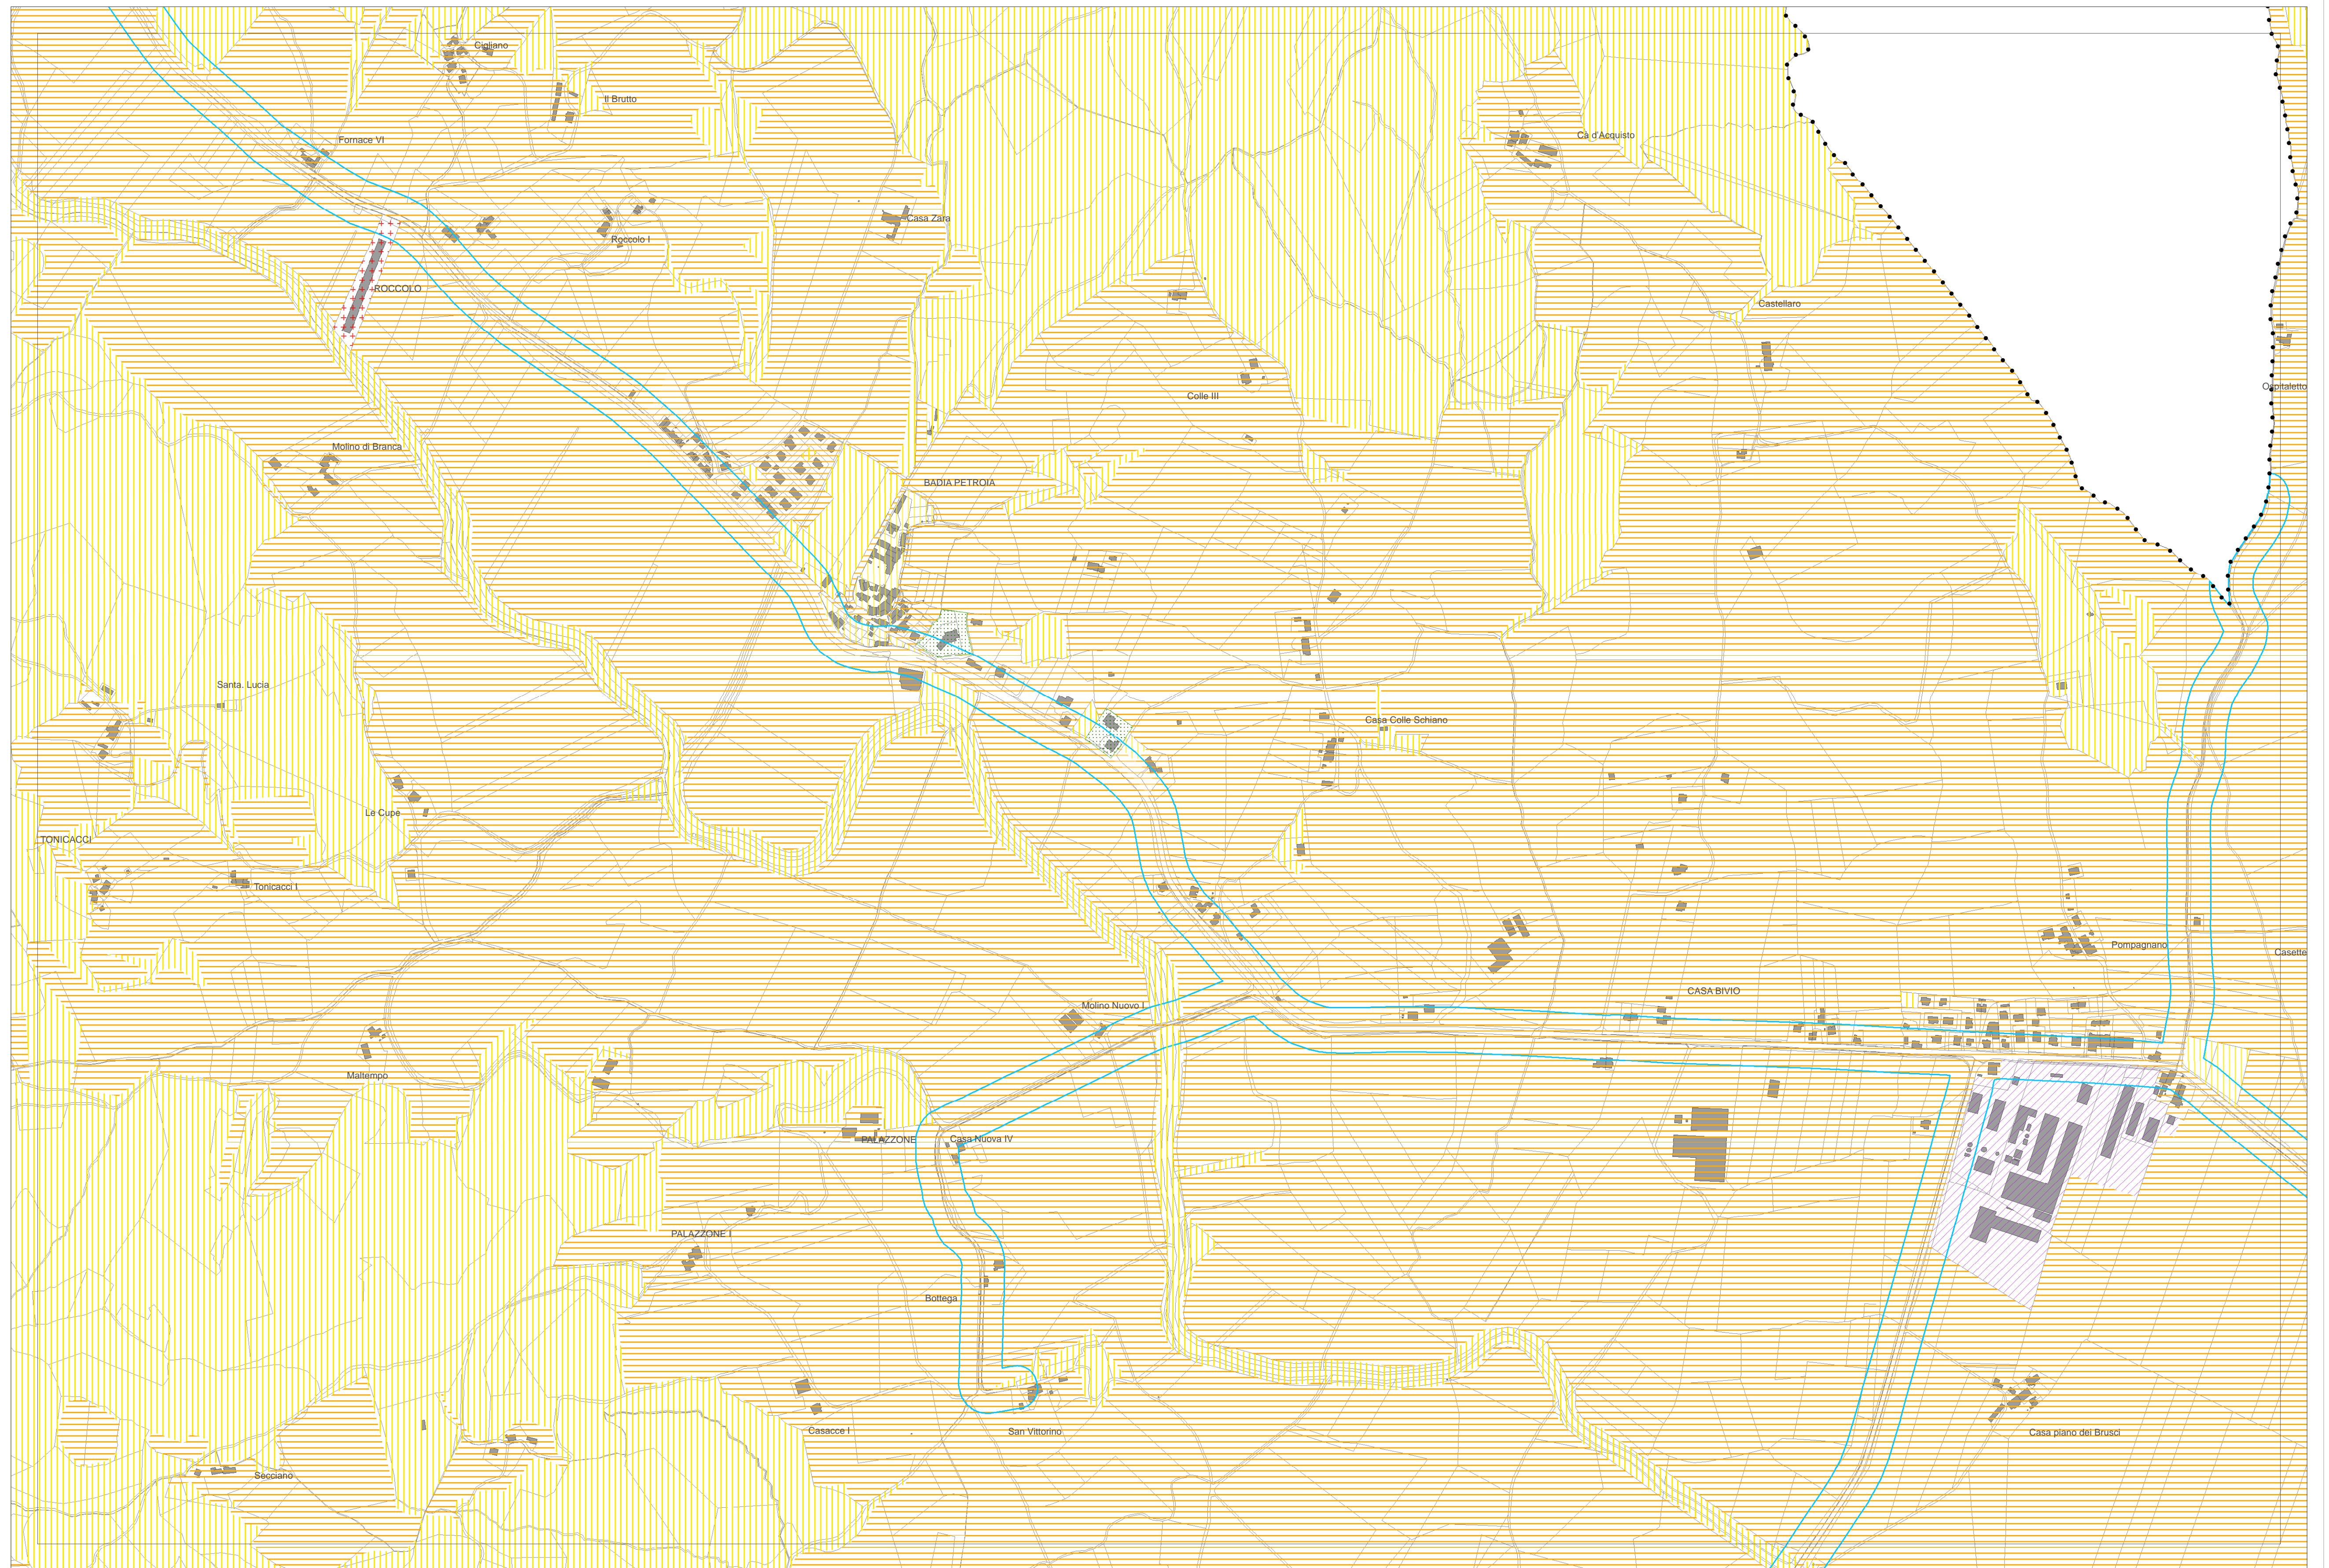 Cigliano
Il Brutto
Fornace VI
Cà d'Acquisto
Casa Zara
Roccolo I
ROCCOLO
Castellaro
Ospitaletto
Colle III
Molino di Branca
BADIA PETROIA
Santa. Lucia
Casa Colle Schiano
Le Cupe
TONICACCI
Tonicacci I
Pompagnano
Casette
CASA BIVIO
Molino Nuovo I
Maltempo
PALAZZONE
Casa Nuova IV
PALAZZONE I
Bottega
Casacce I
San Vittorino
Casa piano dei Brusci
Secciano